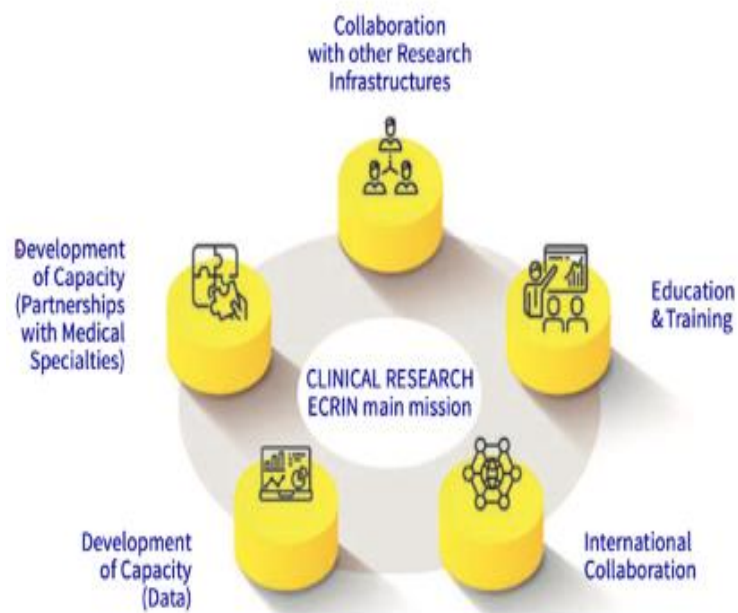 Collaboration
with other Research
Infrastructures
Development
of Capacity
(Partnerships
with Medical
Specialties)
Education
& Training
CLINICAL RESEARCH
ECRIN main mission
Development
of Capacity
(Data)
International
Collaboration